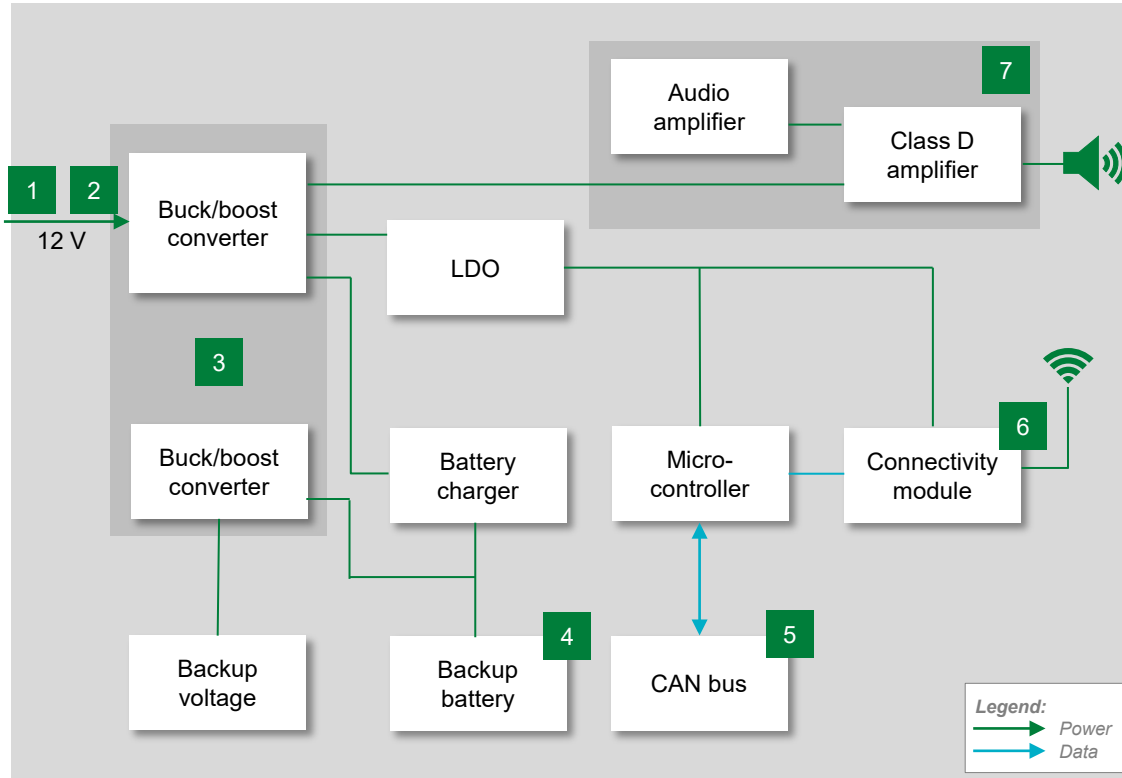 7
Audio
amplifier
Class D
amplifier
1
2
Buck/boost
converter
12 V
LDO
3
6
Buck/boost
converter
Battery
charger
Micro-
controller
Connectivity
module
4
5
Backup
voltage
Backup
battery
CAN bus
Legend:
Power
Data